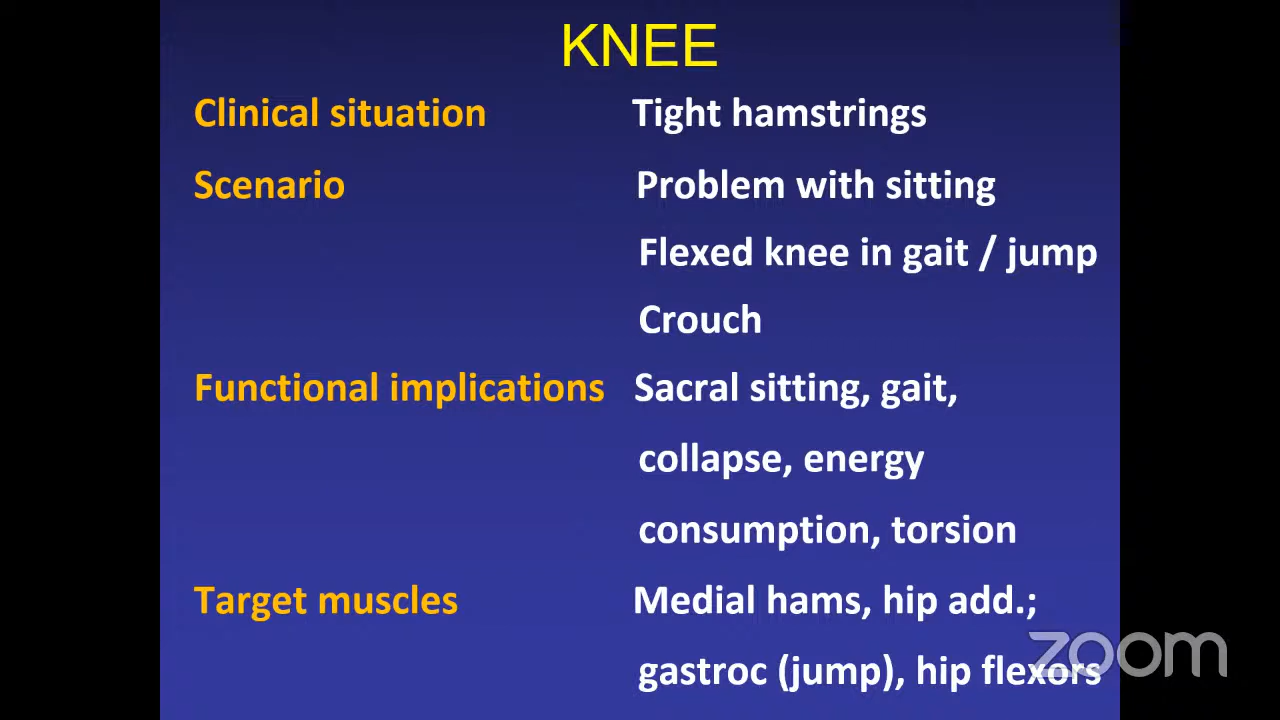 KNEE
Clinical situation Tight hamstrings
Scenario Problem with sitting
Flexed knee in gait / jump
Crouch
Functional implications Sacral sitting, gait,
collapse, energy
consumption, torsion
Target muscles Medial hams, hip add.;
gastroc (jump), hip flexors
zoom